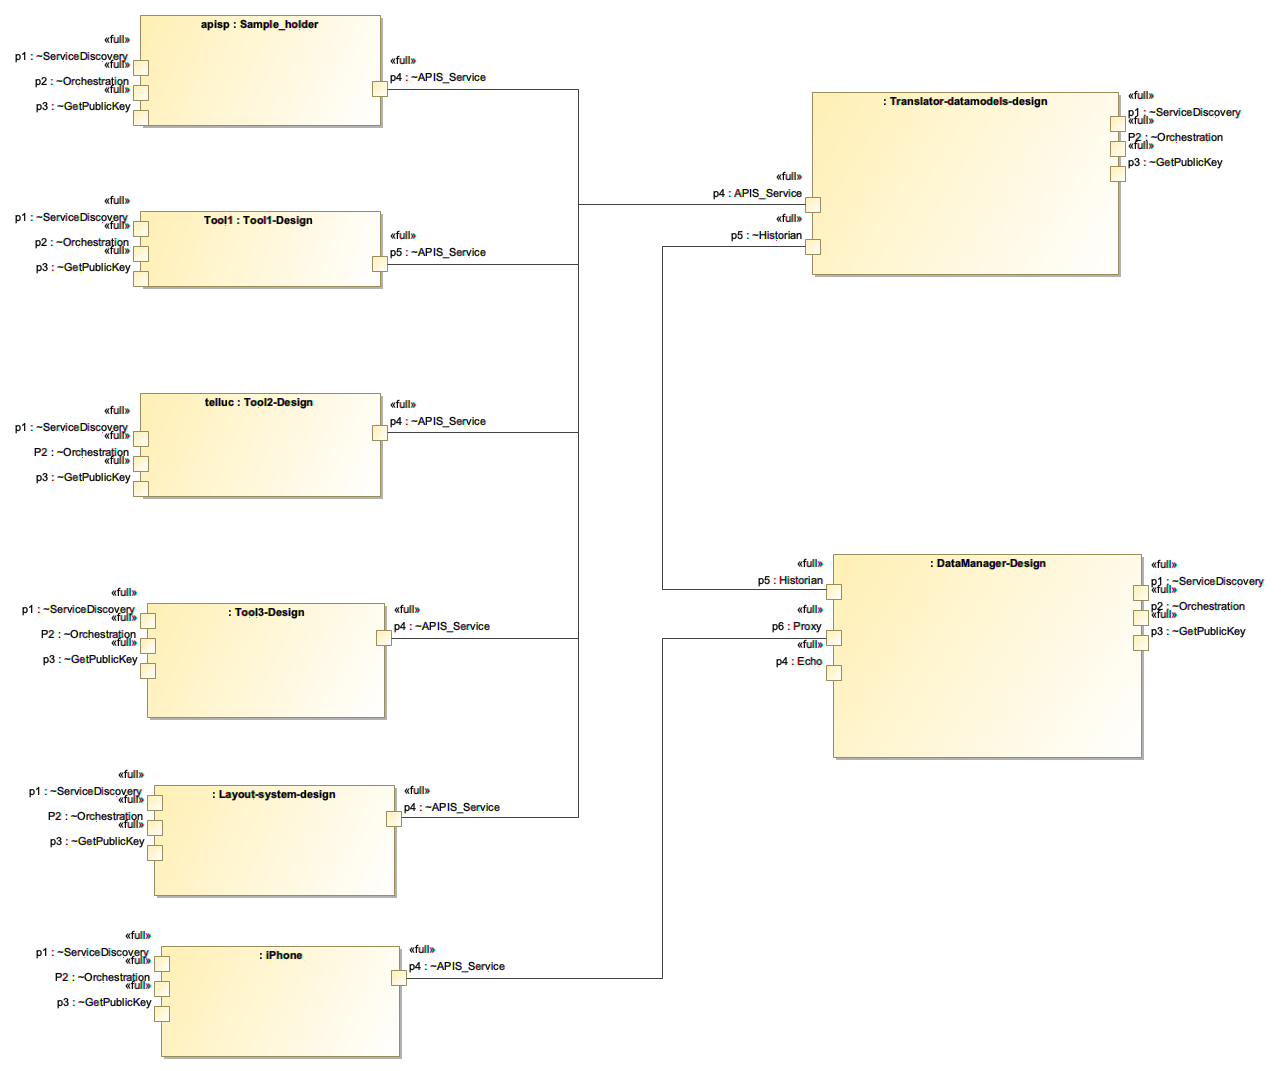 apisp : Sample_holder
«full»
p1 : ~ServiceDiscovery
«full»
p2 : ~Orchestration
«full»
p3 : ~GetPublicKey
«full»
p4 : ~APIS_Service
Tool1 : Tool1-Design
«full»
p1 : ~ServiceDiscovery
«full»
p2 : ~Orchestration
«full»
p3 : ~GetPublicKey
«full»
p5 : ~APIS_Service
telluc : Tool2-Design
«full»
p1 : ~ServiceDiscovery
«full»
P2 : ~Orchestration
«full»
p3 : ~GetPublicKey
«full»
p4 : ~APIS_Service
: Tool3-Design
«full»
p1 : ~ServiceDiscovery
«full»
P2 : ~Orchestration
«full»
p3 : ~GetPublicKey
«full»
p4 : ~APIS_Service
: Layout-system-design
«full»
p1 : ~ServiceDiscovery
«full»
P2 : ~Orchestration
«full»
p3 : ~GetPublicKey
«full»
p4 : ~APIS_Service
: iPhone
«full»
p1 : ~ServiceDiscovery
«full»
P2 : ~Orchestration
«full»
p3 : ~GetPublicKey
«full»
p4 : ~APIS_Service
: Translator-datamodels-design
«full»
p4 : APIS_Service
«full»
p5 : ~Historian
«full»
p1 : ~ServiceDiscovery
«full»
P2 : ~Orchestration
«full»
p3 : ~GetPublicKey
: DataManager-Design
«full»
p5 : Historian
«full»
p6 : Proxy
«full»
p4 : Echo
«full»
p1 : ~ServiceDiscovery
«full»
p2 : ~Orchestration
«full»
p3 : ~GetPublicKey